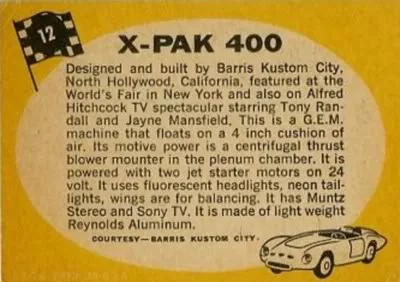 12
X-PAK 400
Designed and built by Barris Kustom City,
North Hollywood, California, featured at the
World's Fair in New York and also on Alfred
Hitchcock TV spectacular starring Tony Ran-
dall and Jayne Mansfield. This is a G.E.M.
machine that floats on a 4 inch cushion of
air. Its motive power is a centrifugal thrust
blower mounter in the plenum chamber. It is
powered with two jet starter motors on 24
volt. It uses fluorescent headlights, neon tail-
lights, wings are for balancing. It has Muntz
Stereo and Sony TV. It is made of light weight
Reynolds Aluminum.
COURTESY—BARRIS KUSTOM CITY.